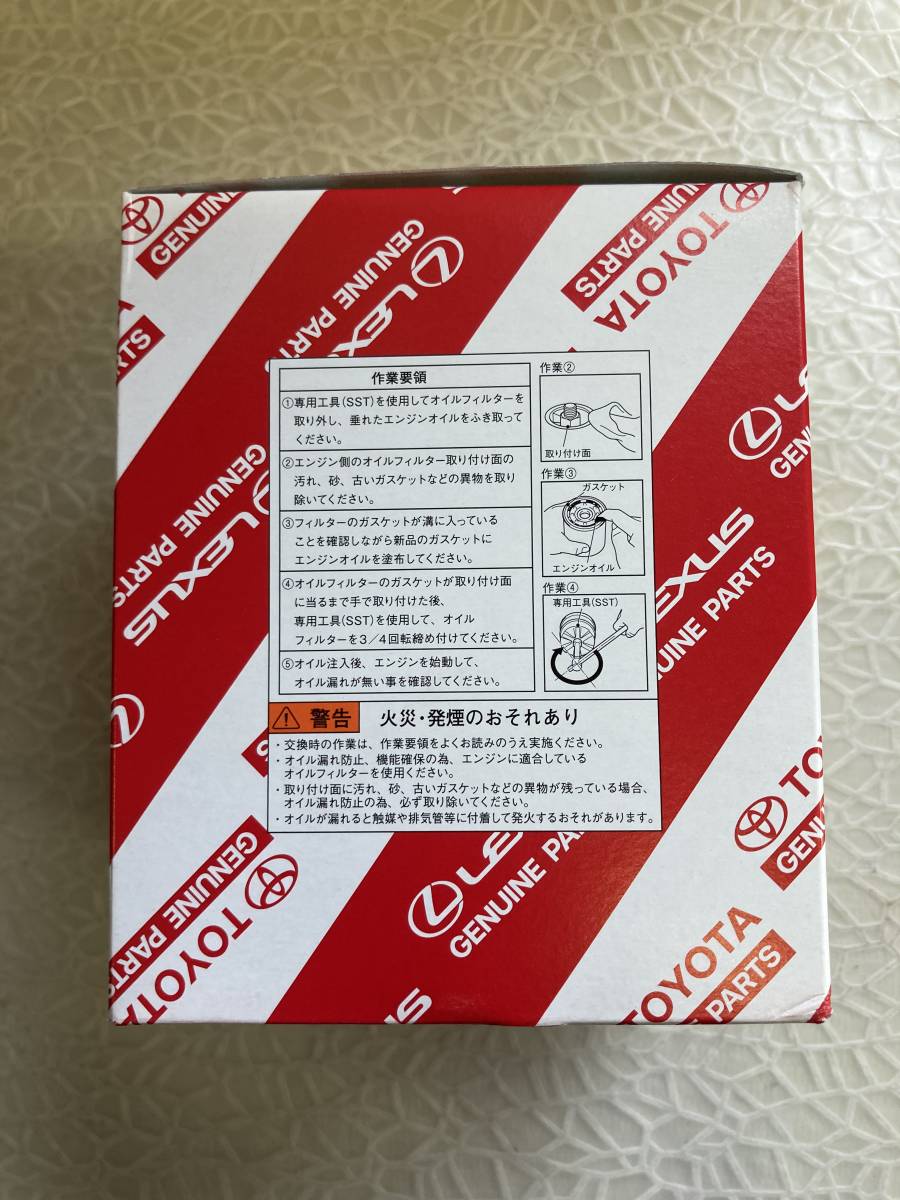 GENUINE
GENUINE PARTS
LEXUS
TOYOTA
GENUINE PARTS
PARTS
GEN
作業要領
①専用工具(SST)を使用してオイルフィルターを
取り外し、垂れたエンジンオイルをふき取って
ください。
②エンジン側のオイルフィルター取り付け面の
汚れ、砂、古いガスケットなどの異物を取り
除いてください。
③フィルターのガスケットが溝に入っている
ことを確認しながら新品のガスケットに
エンジンオイルを塗布してください。
④オイルフィルターのガスケットが取り付け面
に当るまで手で取り付けた後、
専用工具(SST)を使用して、オイル
フィルターを3/4回転締め付けてください。
⑤オイル注入後、エンジンを始動して、
オイル漏れが無い事を確認してください。
作業②
取り付け面
作業③
ガスケット
エンジンオイル
作業④
専用工具(SST)
警告 火災・発煙のおそれあり
・交換時の作業は、作業要領をよくお読みのうえ実施ください。
・オイル漏れ防止、機能確保の為、エンジンに適合している
オイルフィルターを使用ください。
・取り付け面に汚れ、砂、古いガスケットなどの異物が残っている場合、
オイル漏れ防止の為、必ず取り除いてください。
・オイルが漏れると触媒や排気管等に付着して発火するおそれがあります。
LEXUS
GENUINE PARTS
EXUS
UINE PARTS
TOYOTA
GENUINE PARTS
LE
GENUINE PA
TO
GENU
TOYOTA
PARTS